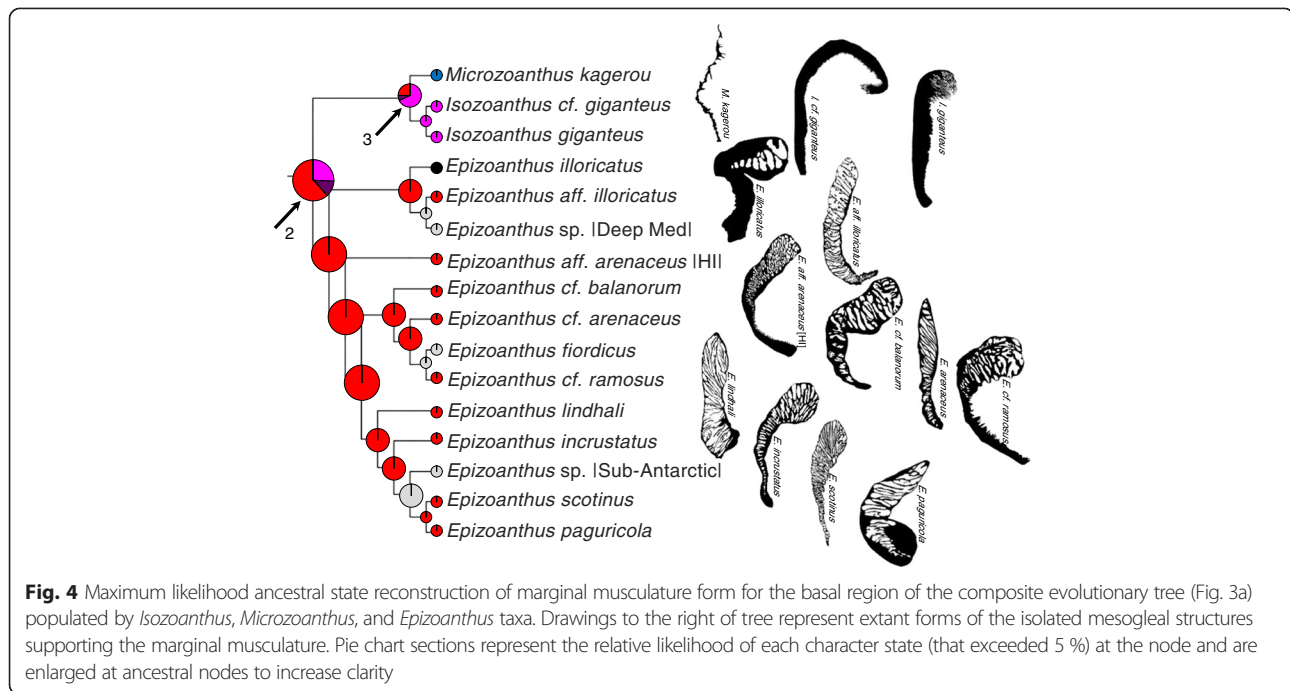 Microzoanthus kagerou
Isozoanthus cf. giganteus
3
Isozoanthus giganteus
Epizoanthus illoricatus
2
Epizoanthus aff. illoricatus
Epizoanthus sp. |Deep Med|
Epizoanthus aff. arenaceus |HI|
Epizoanthus cf. balanorum
Epizoanthus cf. arenaceus
Epizoanthus fiordicus
Epizoanthus cf. ramosus
Epizoanthus lindhali
Epizoanthus incrustatus
Epizoanthus sp. |Sub-Antarctic|
Epizoanthus scotinus
Epizoanthus paguricola
M. kagerou
I. cf. giganteus
I. giganteus
E. illoricatus
E. aff. illoricatus
E. aff. arenaceus |HI|
E. cf. balanorum
E. arenaceus
E. cf. ramosus
E. lindhali
E. incrustatus
E. scotinus
E. paguricola
Fig. 4 Maximum likelihood ancestral state reconstruction of marginal musculature form for the basal region of the composite evolutionary tree (Fig. 3a)
populated by Isozoanthus, Microzoanthus, and Epizoanthus taxa. Drawings to the right of tree represent extant forms of the isolated mesogleal structures
supporting the marginal musculature. Pie chart sections represent the relative likelihood of each character state (that exceeded 5 %) at the node and are
enlarged at ancestral nodes to increase clarity